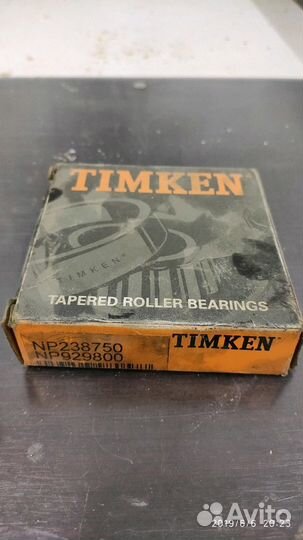 TIMKEN
TIMKEN
TAPERED ROLLER BEARINGS
NP238750
NP929800
TIMKEN
2019/6/6 20:23
Avito